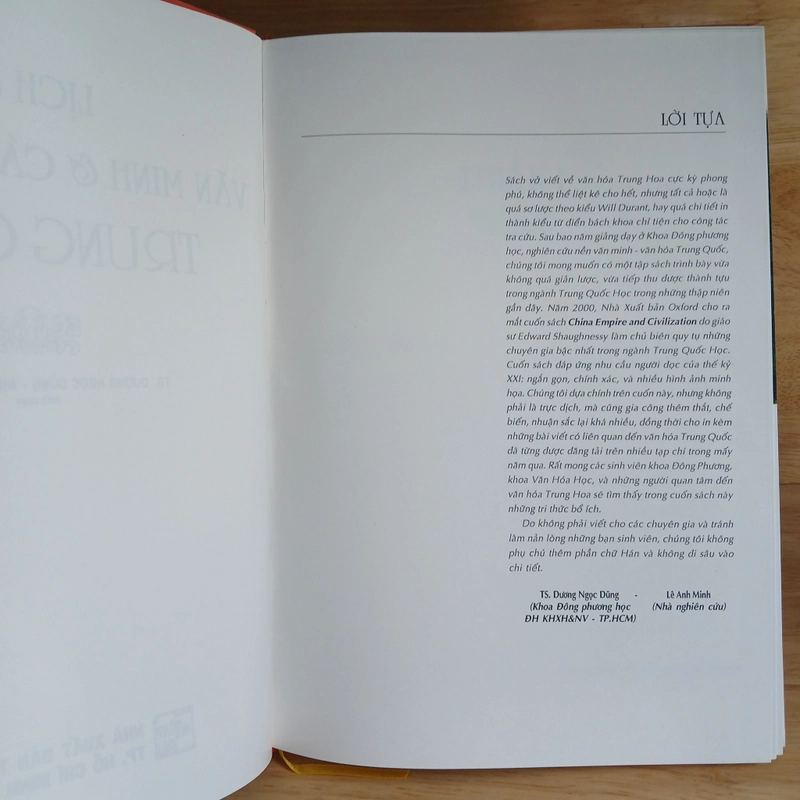 LỜI TỰA
Sách vở viết về văn hóa Trung Hoa cực kỳ phong
phú, không thể liệt kê cho hết, nhưng tất cả hoặc là
quá sơ lược theo kiểu Will Durant, hay quá chi tiết in
thành kiểu từ điển bách khoa chỉ tiện cho công tác
tra cứu. Sau bao năm giảng dạy ở Khoa Đông phương
học, nghiên cứu nền văn minh - văn hóa Trung Quốc,
chúng tôi mong muốn có một tập sách trình bày vừa
không quá giản lược, vừa tiếp thu được thành tựu
trong ngành Trung Quốc Học trong những thập niên
gần đây. Năm 2000, Nhà Xuất bản Oxford cho ra
mắt cuốn sách China Empire and Civilization do giáo
sư Edward Shaughnessy làm chủ biên quy tụ những
chuyên gia bậc nhất trong ngành Trung Quốc Học.
Cuốn sách đáp ứng nhu cầu người đọc của thế kỷ
XXI: ngắn gọn, chính xác, và nhiều hình ảnh minh
họa. Chúng tôi dựa chính trên cuốn này, nhưng không
phải là trực dịch, mà cũng gia công thêm thắt, chế
biến, nhuận sắc lại khá nhiều, đồng thời cho in kèm
những bài viết có liên quan đến văn hóa Trung Quốc
đã từng được đăng tải trên nhiều tạp chí trong mấy
năm qua. Rất mong các sinh viên khoa Đông Phương,
khoa Văn Hóa Học, và những người quan tâm đến
văn hóa Trung Hoa sẽ tìm thấy trong cuốn sách này
những tri thức bổ ích.
Do không phải viết cho các chuyên gia và tránh
làm nản lòng những bạn sinh viên, chúng tôi không
phụ chú thêm phần chữ Hán và không đi sâu vào
chi tiết.
TS. Dương Ngọc Dũng - Lê Anh Minh
(Khoa Đông phương học (Nhà nghiên cứu)
ĐH KHXH&NV - TP.HCM)